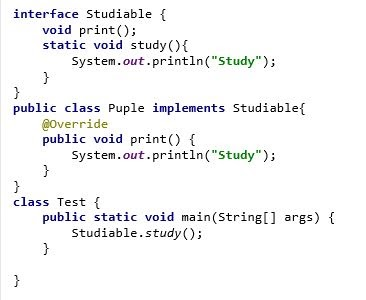 interface Studiable {
    void print();
    static void study(){
        System.out.println("Study");
    }
}
public class Puple implements Studiable{
    @Override
    public void print() {
        System.out.println("Study");
    }
}
class Test {
    public static void main(String[] args) {
        Studiable.study();
    }

}